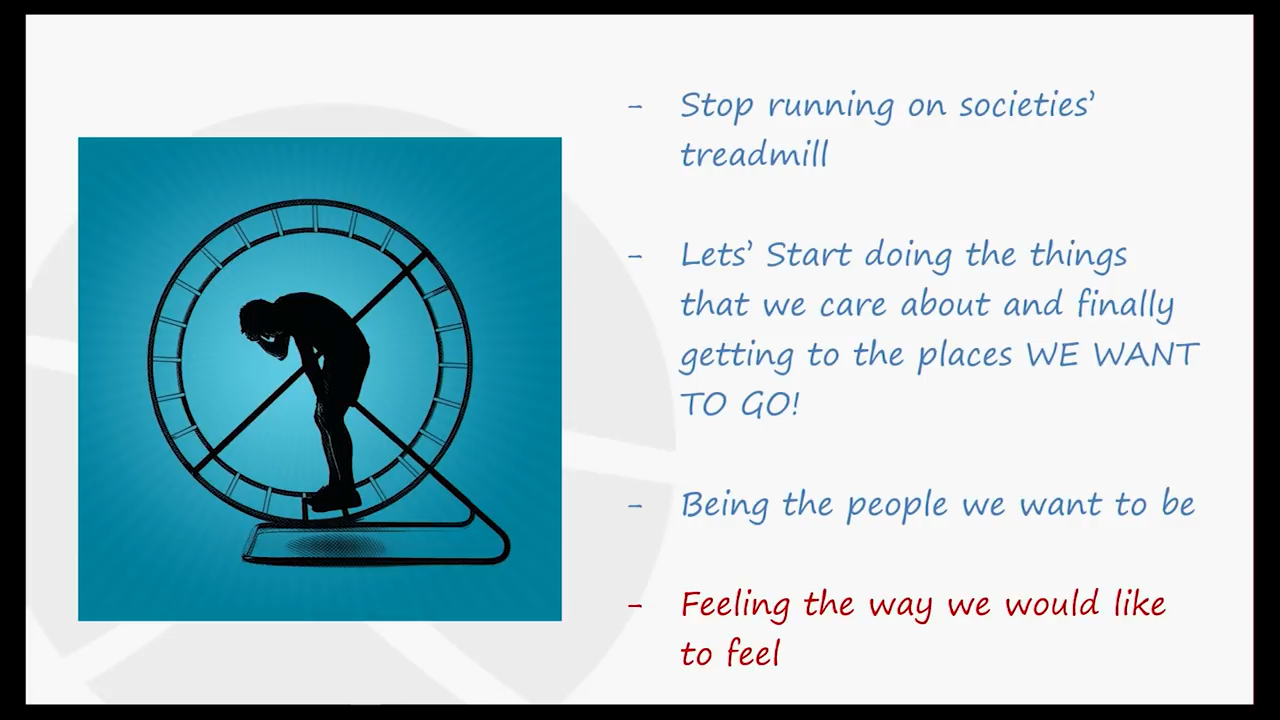 - Stop running on societies’
treadmill
- Lets’ Start doing the things
that we care about and finally
getting to the places WE WANT
TO GO!
- Being the people we want to be
- Feeling the way we would like
to feel